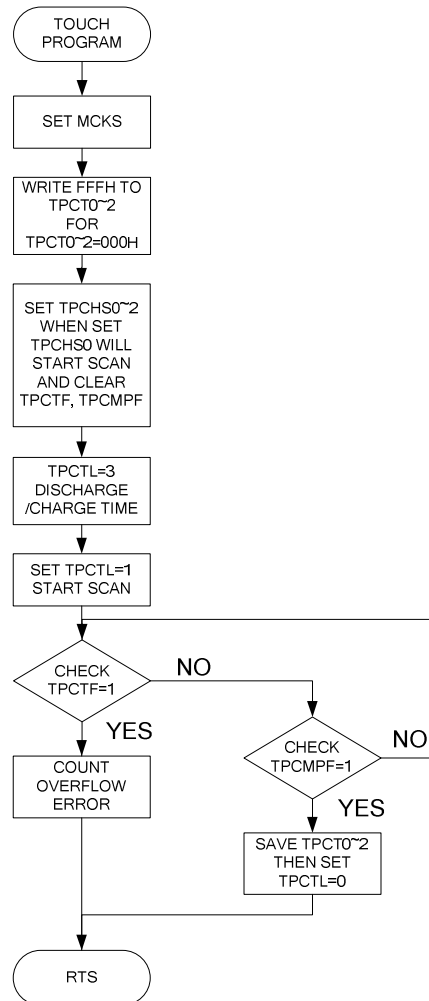 TOUCH
PROGRAM
SET MCKS
WRITE FFFH TO
TPCT0~2
FOR
TPCT0~2=000H
SET TPCHS0~2
WHEN SET
TPCHS0 WILL
START SCAN
AND CLEAR
TPCTF, TPCMPF
TPCTL=3
DISCHARGE
/CHARGE TIME
SET TPCTL=1
START SCAN
CHECK
TPCTF=1
NO
YES
CHECK
TPCMPF=1
NO
YES
COUNT
OVERFLOW
ERROR
SAVE TPCT0~2
THEN SET
TPCTL=0
RTS